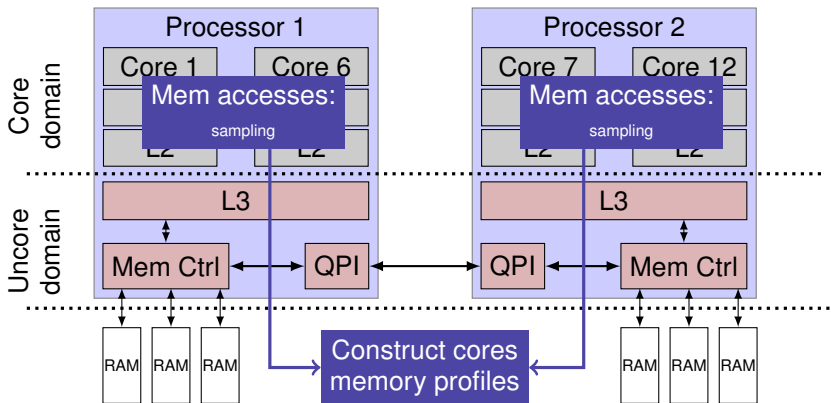 Processor 1
Processor 2
Core 1
Core 6
Core 7
Core 12
Mem accesses:
sampling
Mem accesses:
sampling
L2
L2
L2
L2
Core
domain
L3
L3
Uncore
domain
Mem Ctrl
QPI
QPI
Mem Ctrl
RAM
RAM
RAM
Construct cores
memory profiles
RAM
RAM
RAM